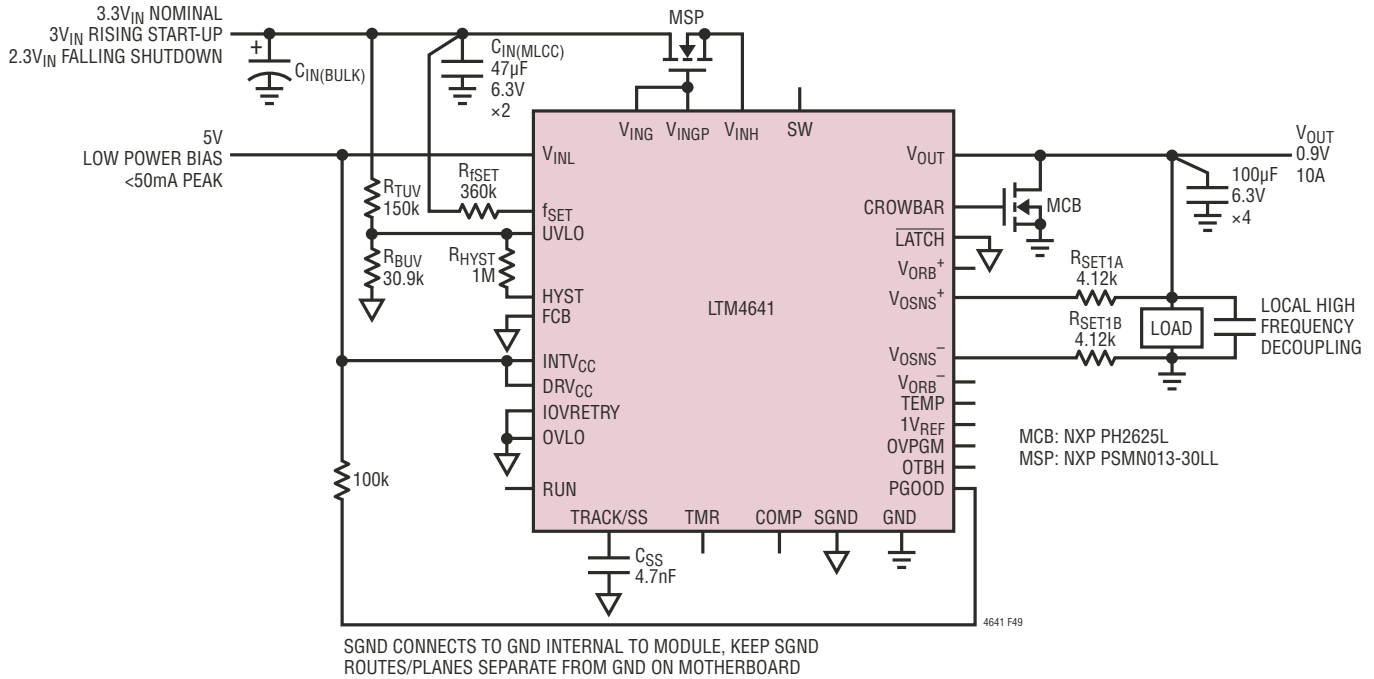 3.3VIN NOMINAL
3VIN RISING START-UP
2.3VIN FALLING SHUTDOWN
+
CIN(BULK)
CIN(MLCC)
47µF
6.3V
×2
MSP
5V
LOW POWER BIAS
<50mA PEAK
RTUV
150k
RfSET
360k
RBUV
30.9k
RHYST
1M
100k
VING
VINGP
VINH
SW
VINL
fSET
UVLO
HYST
FCB
INTVCC
DRVCC
IOVRETRY
OVLO
RUN
LTM4641
TRACK/SS
TMR
COMP
SGND
GND
VOUT
CROWBAR
LATCH
VORB+
VOSNS+
VOSNS−
VORB−
TEMP
1VREF
OVPGM
OTBH
PGOOD
CSS
4.7nF
MCB
VOUT
0.9V
10A
100µF
6.3V
×4
RSET1A
4.12k
RSET1B
4.12k
LOAD
LOCAL HIGH
FREQUENCY
DECOUPLING
MCB: NXP PH2625L
MSP: NXP PSMN013-30LL
4641 F49
SGND CONNECTS TO GND INTERNAL TO MODULE, KEEP SGND
ROUTES/PLANES SEPARATE FROM GND ON MOTHERBOARD